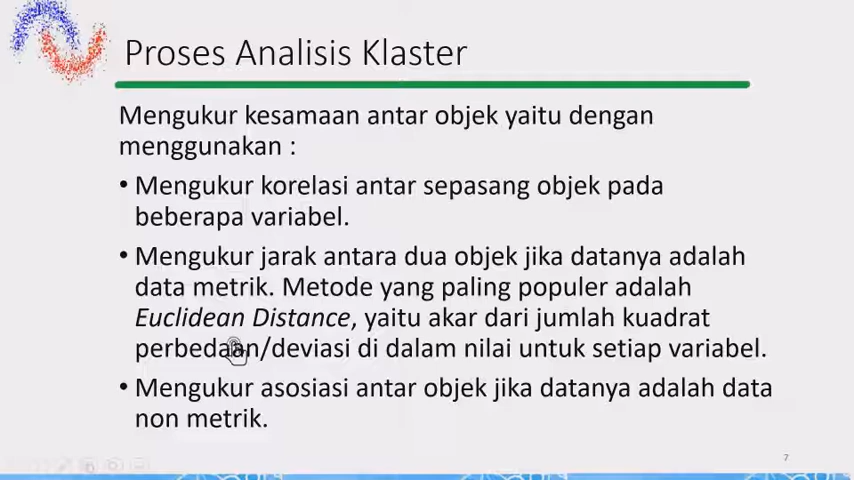 Proses Analisis Klaster
Mengukur kesamaan antar objek yaitu dengan
menggunakan :
• Mengukur korelasi antar sepasang objek pada
beberapa variabel.
• Mengukur jarak antara dua objek jika datanya adalah
data metrik. Metode yang paling populer adalah
Euclidean Distance, yaitu akar dari jumlah kuadrat
perbedaan/deviasi di dalam nilai untuk setiap variabel.
• Mengukur asosiasi antar objek jika datanya adalah data
non metrik.
7